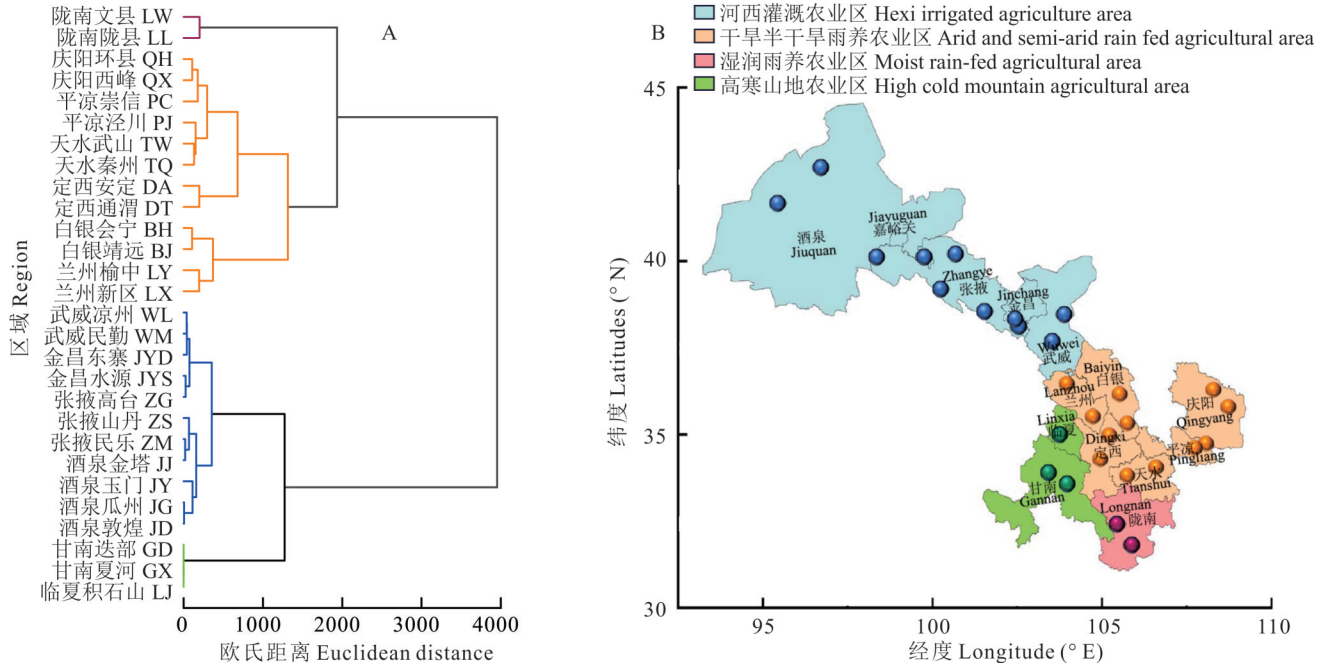 A
陇南文县 LW
陇南陇县 LL
庆阳环县 QH
庆阳西峰 QX
平凉崇信 PC
平凉泾川 PJ
天水武山 TW
天水秦州 TQ
定西安定 DA
定西通渭 DT
白银会宁 BH
白银靖远 BJ
兰州榆中 LY
兰州新区 LX
武威凉州 WL
武威民勤 WM
金昌东寨 JYD
金昌水源 JYS
张掖高台 ZG
张掖山丹 ZS
张掖民乐 ZM
酒泉金塔 JJ
酒泉玉门 JY
酒泉瓜州 JG
酒泉敦煌 JD
甘南迭部 GD
甘南夏河 GX
临夏积石山 LJ
区域 Region
0 1000 2000 3000 4000
欧氏距离 Euclidean distance
B
河西灌溉农业区 Hexi irrigated agriculture area
干旱半干旱雨养农业区 Arid and semi-arid rain fed agricultural area
湿润雨养农业区 Moist rain-fed agricultural area
高寒山地农业区 High cold mountain agricultural area
45
40
35
30
纬度 Latitudes (° N)
95 100 105 110
经度 Longitude (° E)
酒泉
Jiuquan
Jiayuguan
嘉峪关
Zhangye
张掖
Jinchang
金昌
Wuwei
武威
Baiyin
白银
Lanzhou
兰州
Linxia
临夏
Dingxi
定西
庆阳
Qingyang
平凉
Pingliang
天水
Tianshui
甘南
Gannan
Longnan
陇南